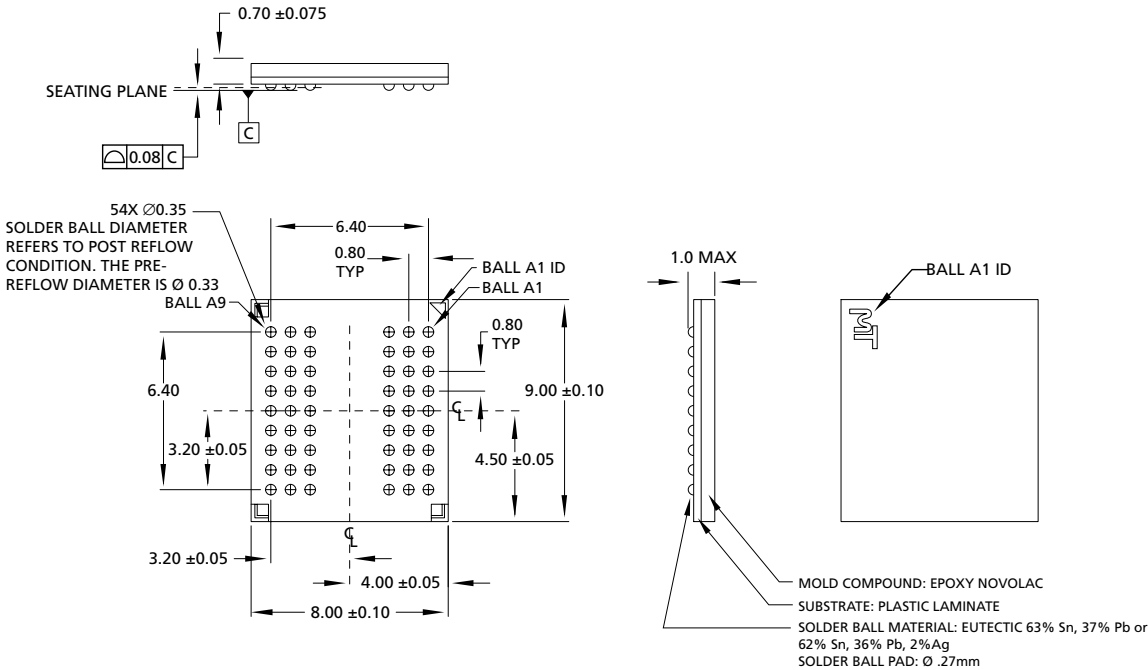 0.70 ±0.075
SEATING PLANE
C
0.08 C
54X Ø0.35
SOLDER BALL DIAMETER
REFERS TO POST REFLOW
CONDITION. THE PRE-
REFLOW DIAMETER IS Ø 0.33
BALL A9
6.40
0.80
TYP
BALL A1 ID
BALL A1
0.80
TYP
6.40
3.20 ±0.05
9.00 ±0.10
CL
4.50 ±0.05
CL
3.20 ±0.05
4.00 ±0.05
8.00 ±0.10
1.0 MAX
BALL A1 ID
MT
MOLD COMPOUND: EPOXY NOVOLAC
SUBSTRATE: PLASTIC LAMINATE
SOLDER BALL MATERIAL: EUTECTIC 63% Sn, 37% Pb or
62% Sn, 36% Pb, 2%Ag
SOLDER BALL PAD: Ø .27mm